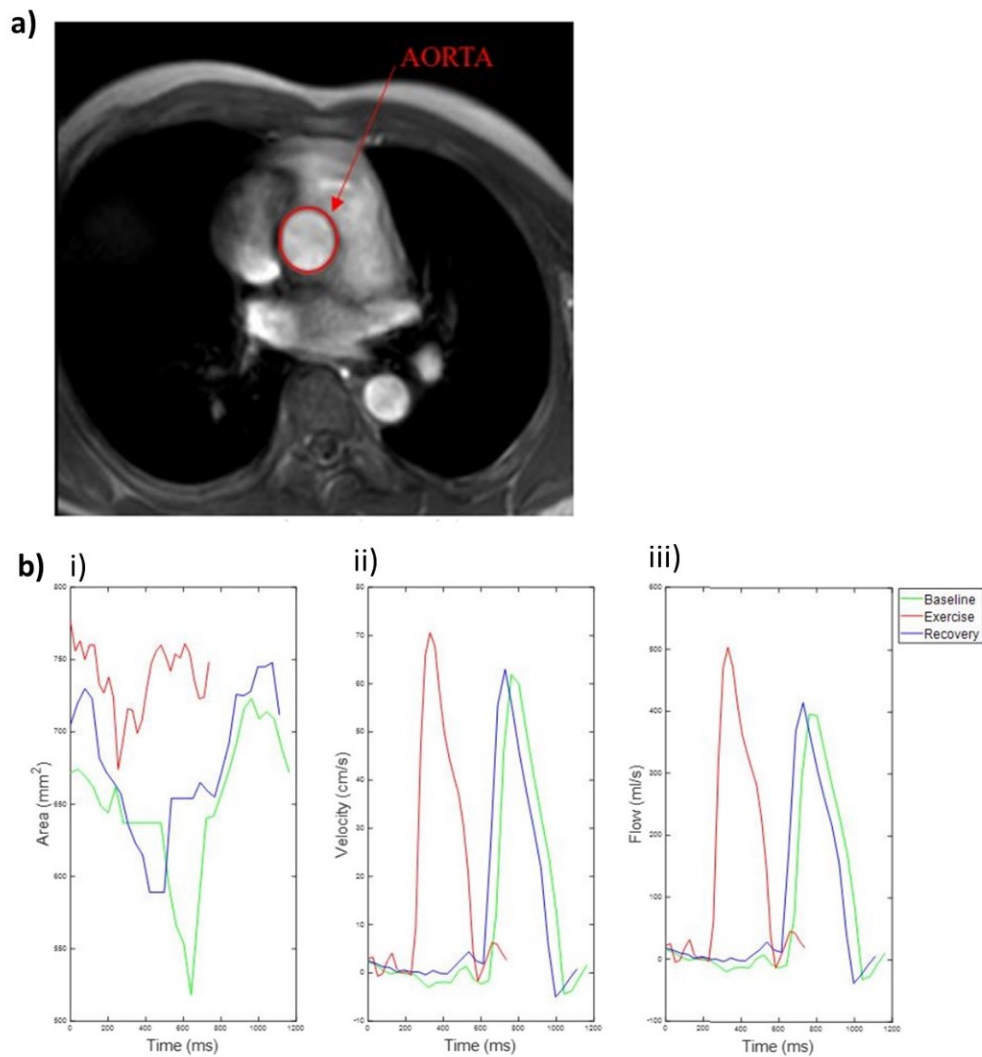 a)
AORTA
b)
i)
ii)
iii)
800
750
700
650
600
550
500
Area (mm²)
0 200 400 600 800 1000 1200
Time (ms)
80
70
60
50
40
30
20
10
0
-10
Velocity (cm/s)
0 200 400 600 800 1000 1200
Time (ms)
600
500
400
300
200
100
0
-100
Flow (ml/s)
0 200 400 600 800 1000 1200
Time (ms)
Baseline
Exercise
Recovery